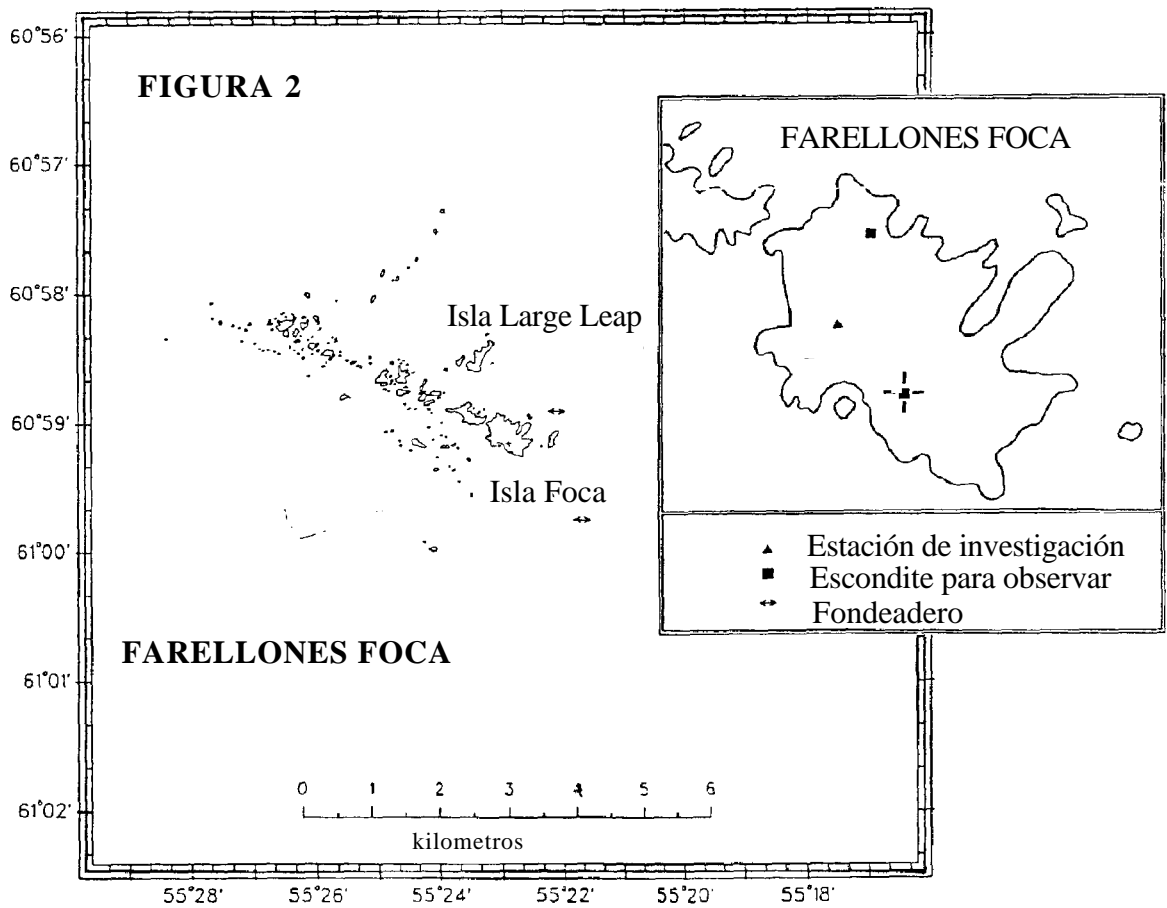 60°56'
FIGURA 2
60°57'
60°58'
Isla Large Leap
60°59'
Isla Foca
61°00'
FARELLONES FOCA
61°01'
61°02'
0 1 2 3 4 5 6
kilometros
55°28' 55°26' 55°24' 55°22' 55°20' 55°18'
FARELLONES FOCA
Estación de investigación
Escondite para observar
Fondeadero